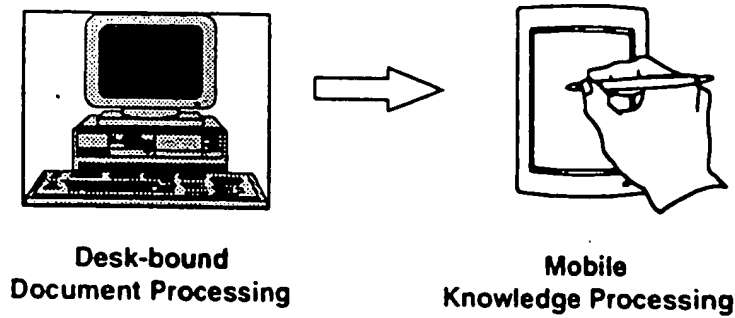 Desk-bound
Document Processing
Mobile
Knowledge Processing